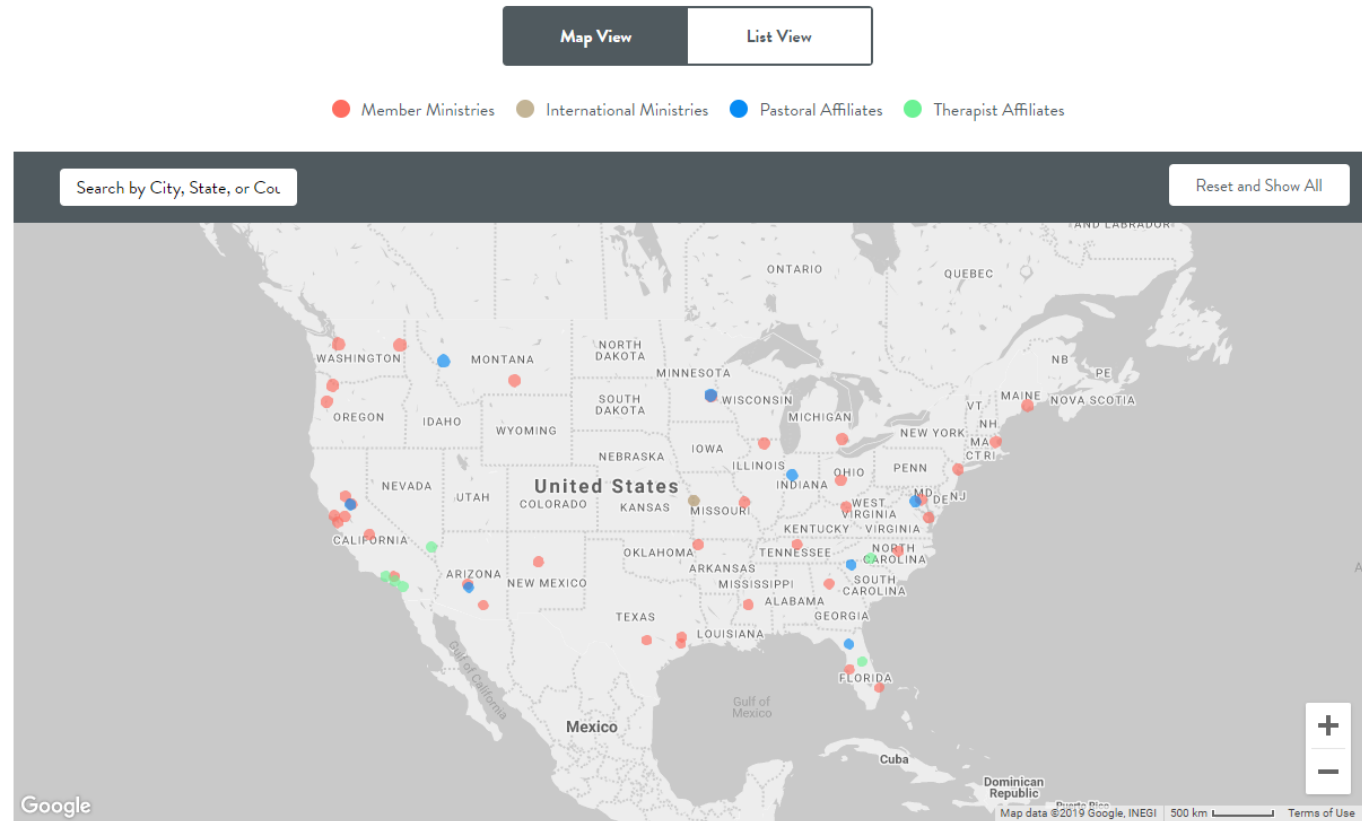 Map View List View
Member Ministries International Ministries Pastoral Affiliates Therapist Affiliates
Search by City, State, or Cou
Reset and Show All
AND LABRADOR
ONTARIO
QUEBEC
WASHINGTON
MONTANA
NORTH
DAKOTA
MINNESOTA
NB
PE
SOUTH
DAKOTA
WISCONSIN
MICHIGAN
VT
MAINE
NOVA SCOTIA
OREGON
IDAHO
WYOMING
NEW YORK
NH
MA
CT RI
NEBRASKA
IOWA
ILLINOIS
INDIANA
OHIO
PENN
NEVADA
UTAH
COLORADO
United States
KANSAS
MISSOURI
WEST
VIRGINIA
MD
DE
NJ
KENTUCKY
VIRGINIA
CALIFORNIA
OKLAHOMA
TENNESSEE
NORTH
CAROLINA
ARIZONA
NEW MEXICO
ARKANSAS
MISSISSIPPI
SOUTH
CAROLINA
ALABAMA
GEORGIA
TEXAS
LOUISIANA
Gulf of California
FLORIDA
Gulf of
Mexico
Mexico
Cuba
Dominican
Republic
Puerto Rico
Google
Map data ©2019 Google, INEGI 500 km Terms of Use